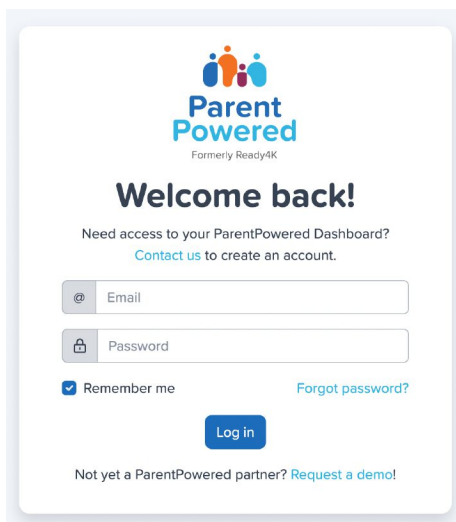 Parent
Powered
Formerly Ready4K
Welcome back!
Need access to your ParentPowered Dashboard?
Contact us to create an account.
@ Email
Password
Remember me Forgot password?
Log in
Not yet a ParentPowered partner? Request a demo!